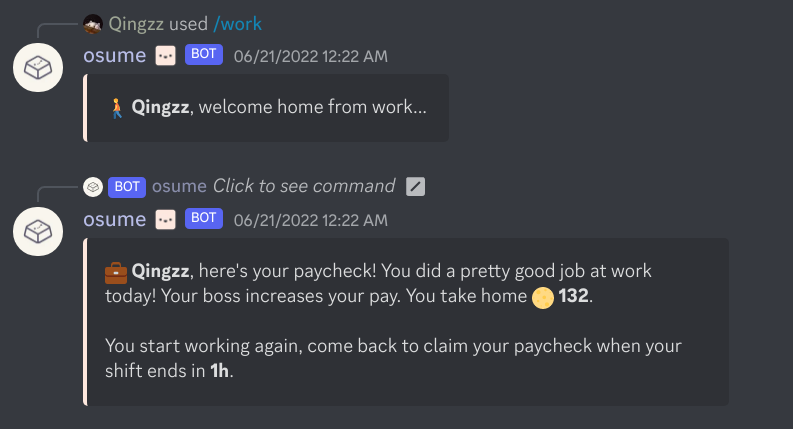 Qingzz used /work
osume BOT 06/21/2022 12:22 AM
Qingzz, welcome home from work...
BOT osume Click to see command
osume BOT 06/21/2022 12:22 AM
Qingzz, here's your paycheck! You did a pretty good job at work
today! Your boss increases your pay. You take home 132.
You start working again, come back to claim your paycheck when your
shift ends in 1h.